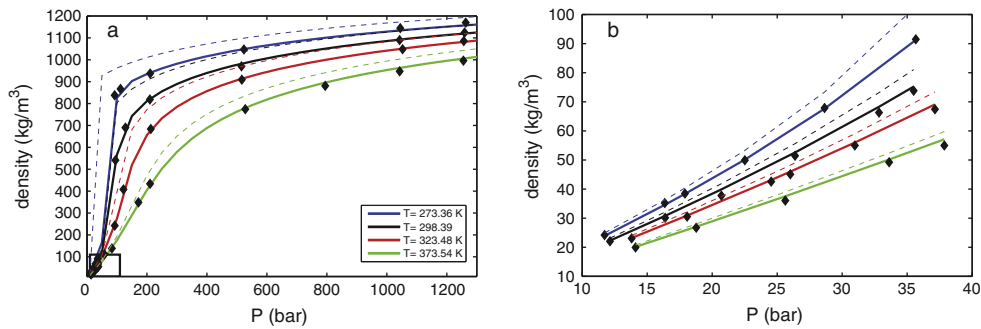 a
density (kg/m3)
1200
1100
1000
900
800
700
600
500
400
300
200
100
0 200 400 600 800 1000 1200
P (bar)
T= 273.36 K
T= 298.39
T= 323.48 K
T= 373.54 K
b
density (kg/m3)
100
90
80
70
60
50
40
30
20
10
10 15 20 25 30 35 40
P (bar)